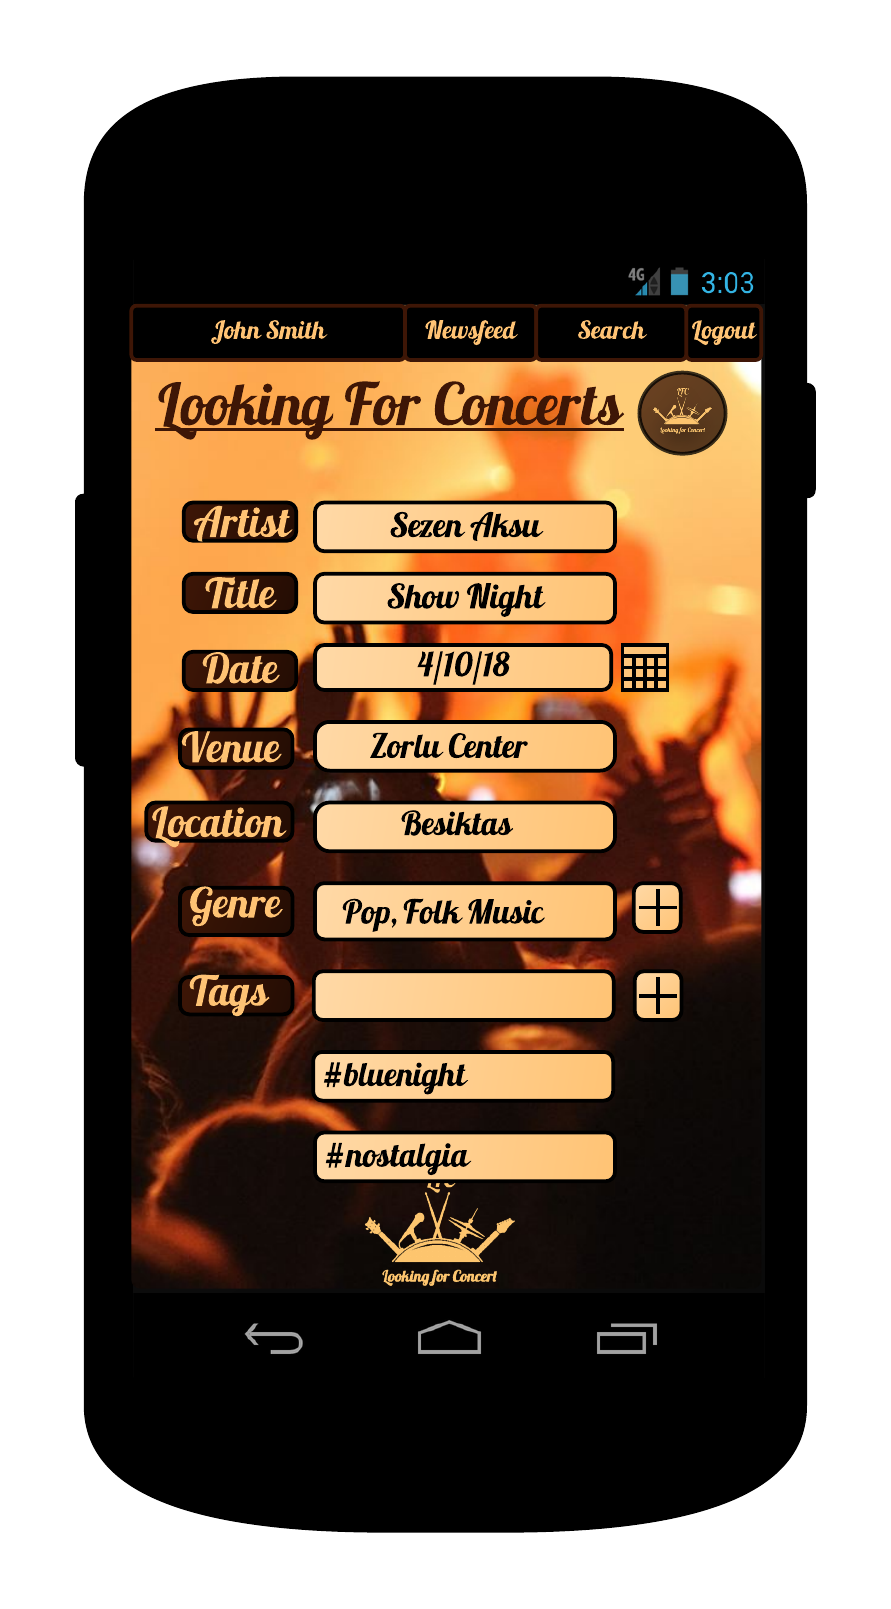 4G 3:03
John Smith Newsfeed Search Logout
Looking For Concerts
LFC
Looking for Concert
Artist Sezen Aksu
Title Show Night
Date 4/10/18
Venue Zorlu Center
Location Besiktas
Genre Pop, Folk Music
Tags
#bluenight
#nostalgia
LFC
Looking for Concert